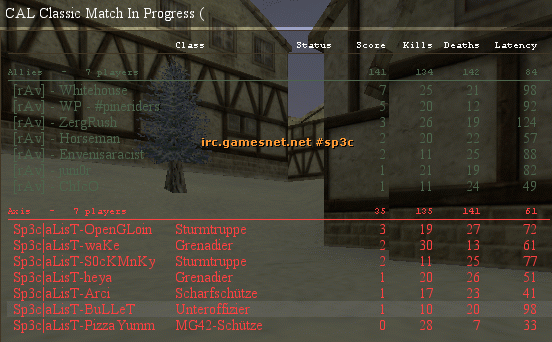 CAL Classic Match In Progress (
Class Status Score Kills Deaths Latency
Allies - 7 players 141 134 142 84
[rAv] - Whitehouse 7 25 21 98
[rAv] - WP - #pineriders 5 20 12 92
[rAv] - ZergRush 3 26 19 124
[rAv] - Horseman 2 20 22 57
irc.gamesnet.net #sp3c
[rAv] - Envensaracist 2 11 25 88
[rAv] - 1 21 19 82
[rAv] - 1 11 24 49
Axis - 7 players 35 135 141 61
Sp3c|aLisT-OpenGLoin Sturmtruppe 3 19 27 72
Sp3c|aLisT-waKe Grenadier 2 30 13 61
Sp3c|aLisT-S0cKMnKy Sturmtruppe 2 11 25 77
Sp3c|aLisT-heya Grenadier 1 20 26 51
Sp3c|aLisT-Arci Scharfschütze 1 17 23 41
Sp3c|aLisT-BuLLeT Unteroffizier 1 10 20 98
Sp3c|aLisT-PizzaYumm MG42-Schutze 0 28 7 33